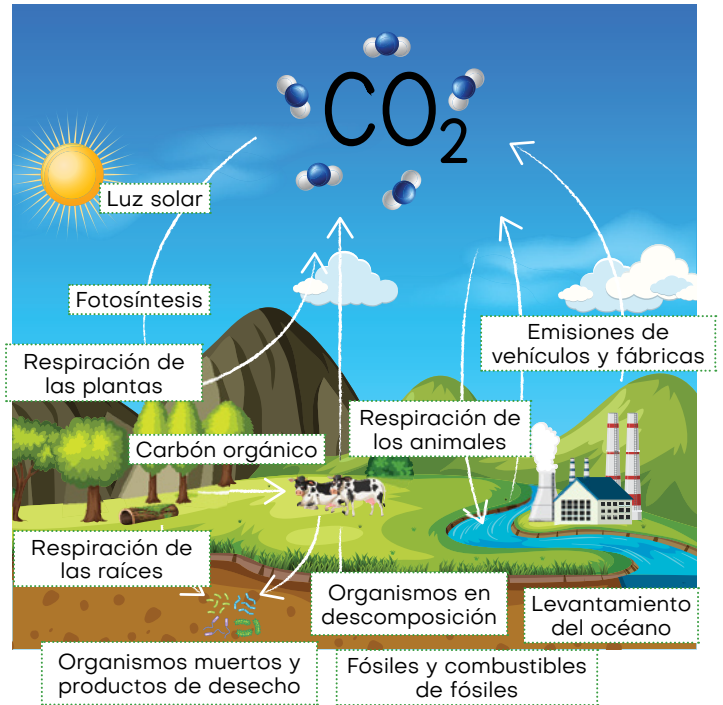 CO₂
Luz solar
Fotosíntesis
Respiración de
las plantas
Emisiones de
vehículos y fábricas
Respiración de
los animales
Carbón orgánico
Respiración de
las raíces
Organismos en
descomposición
Levantamiento
del océano
Organismos muertos y
productos de desecho
Fósiles y combustibles
de fósiles